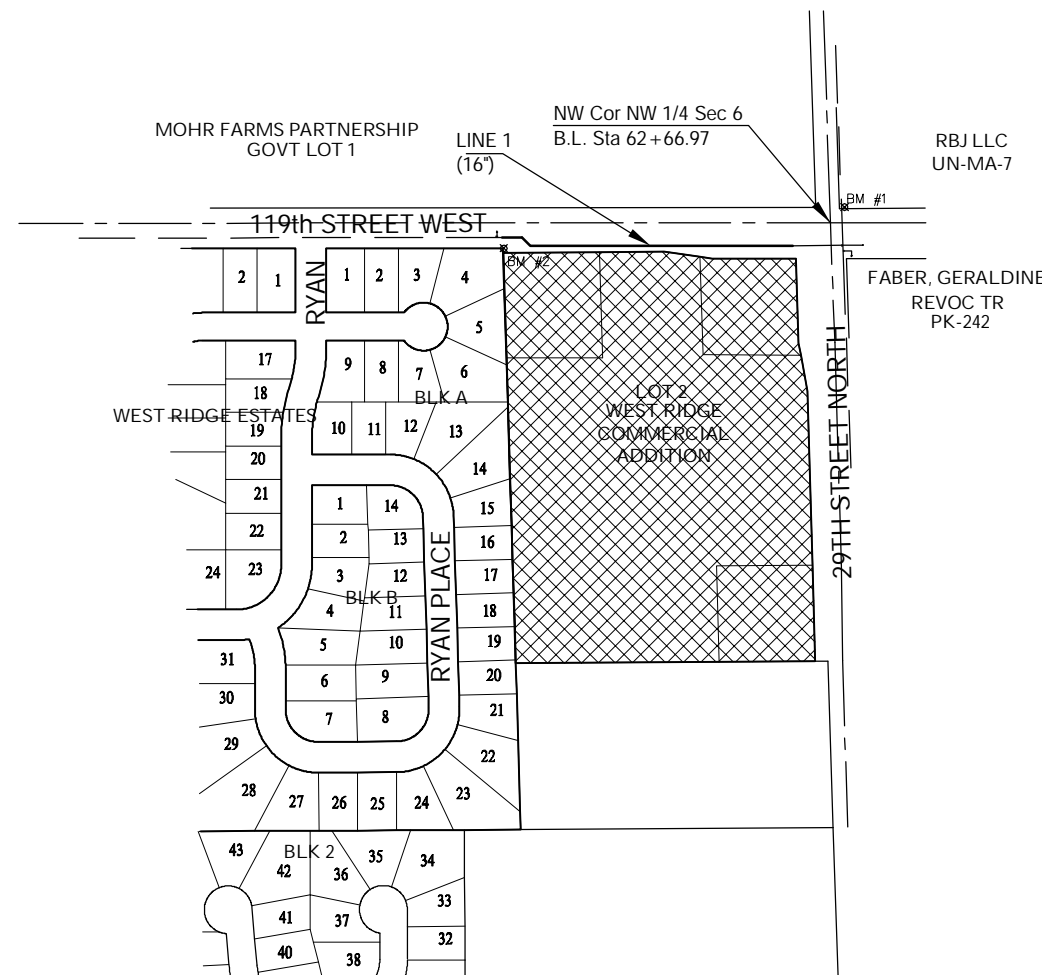 MOHR FARMS PARTNERSHIP
GOVT LOT 1
LINE 1
(16")
NW Cor NW 1/4 Sec 6
B.L. Sta 62+66.97
RBJ LLC
UN-MA-7
BM #1
119th STREET WEST
BM #2
FABER, GERALDINE
REVOC TR
PK-242
RYAN
2
1
1
2
3
4
5
17
9
8
7
6
18
BLK A
WEST RIDGE ESTATES
LOT 2
WEST RIDGE
COMMERCIAL
ADDITION
29TH STREET NORTH
19
10
11
12
13
20
14
21
1
14
15
22
2
13
16
24
23
3
12
17
BLK B
RYAN PLACE
4
11
18
5
10
19
31
6
9
20
30
7
8
21
29
22
28
27
26
25
24
23
43
BLK 2
42
36
35
34
33
41
37
32
40
38